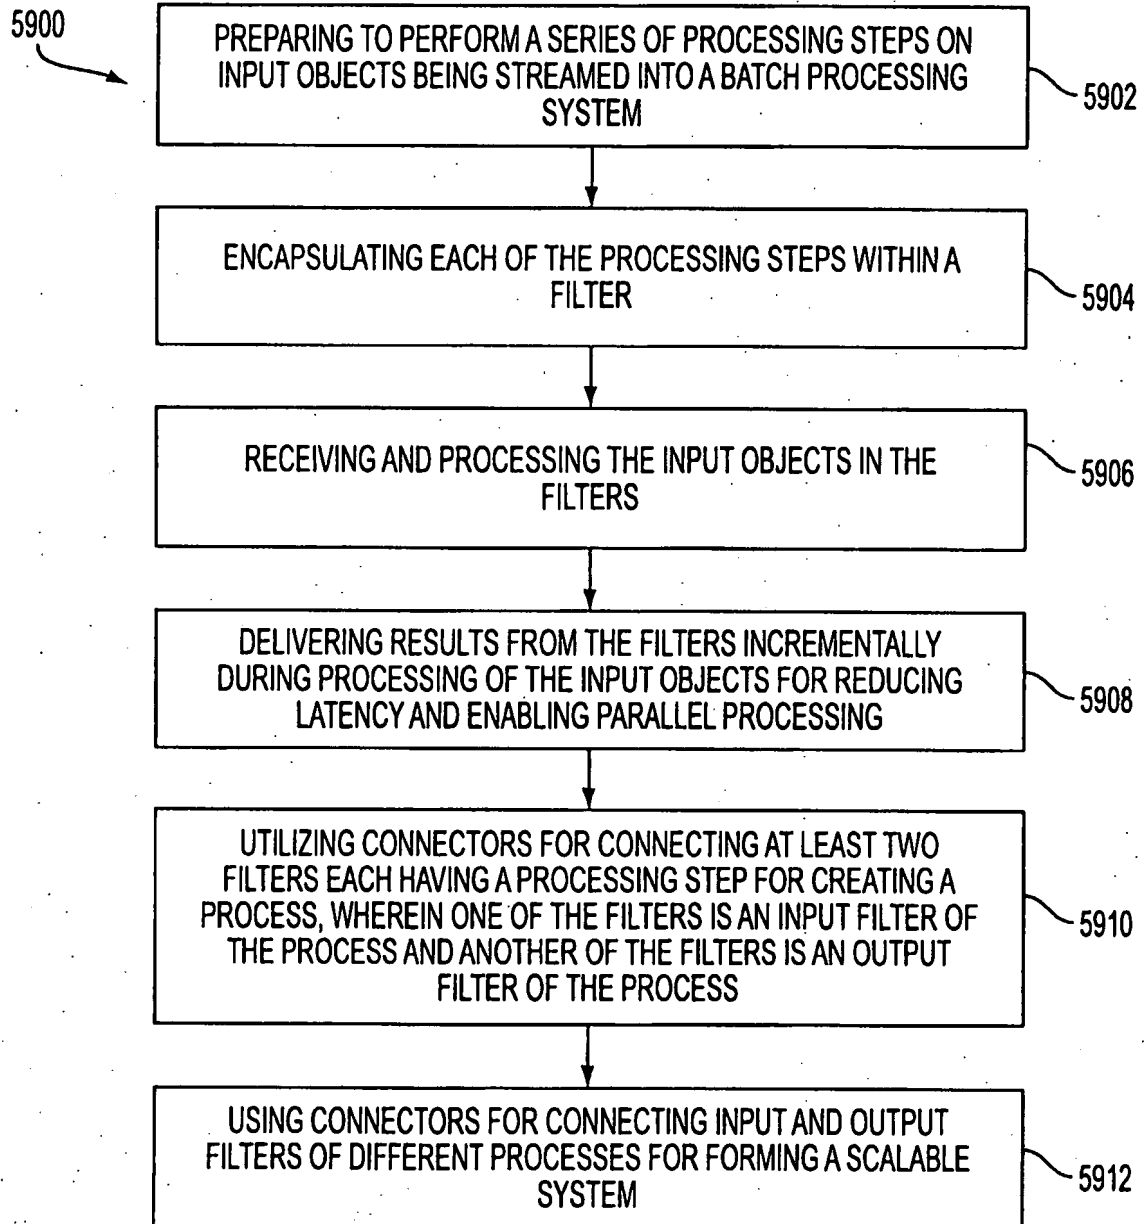 5900
PREPARING TO PERFORM A SERIES OF PROCESSING STEPS ON
INPUT OBJECTS BEING STREAMED INTO A BATCH PROCESSING
SYSTEM
5902
ENCAPSULATING EACH OF THE PROCESSING STEPS WITHIN A
FILTER
5904
RECEIVING AND PROCESSING THE INPUT OBJECTS IN THE
FILTERS
5906
DELIVERING RESULTS FROM THE FILTERS INCREMENTALLY
DURING PROCESSING OF THE INPUT OBJECTS FOR REDUCING
LATENCY AND ENABLING PARALLEL PROCESSING
5908
UTILIZING CONNECTORS FOR CONNECTING AT LEAST TWO
FILTERS EACH HAVING A PROCESSING STEP FOR CREATING A
PROCESS, WHEREIN ONE OF THE FILTERS IS AN INPUT FILTER OF
THE PROCESS AND ANOTHER OF THE FILTERS IS AN OUTPUT
FILTER OF THE PROCESS
5910
USING CONNECTORS FOR CONNECTING INPUT AND OUTPUT
FILTERS OF DIFFERENT PROCESSES FOR FORMING A SCALABLE
SYSTEM
5912